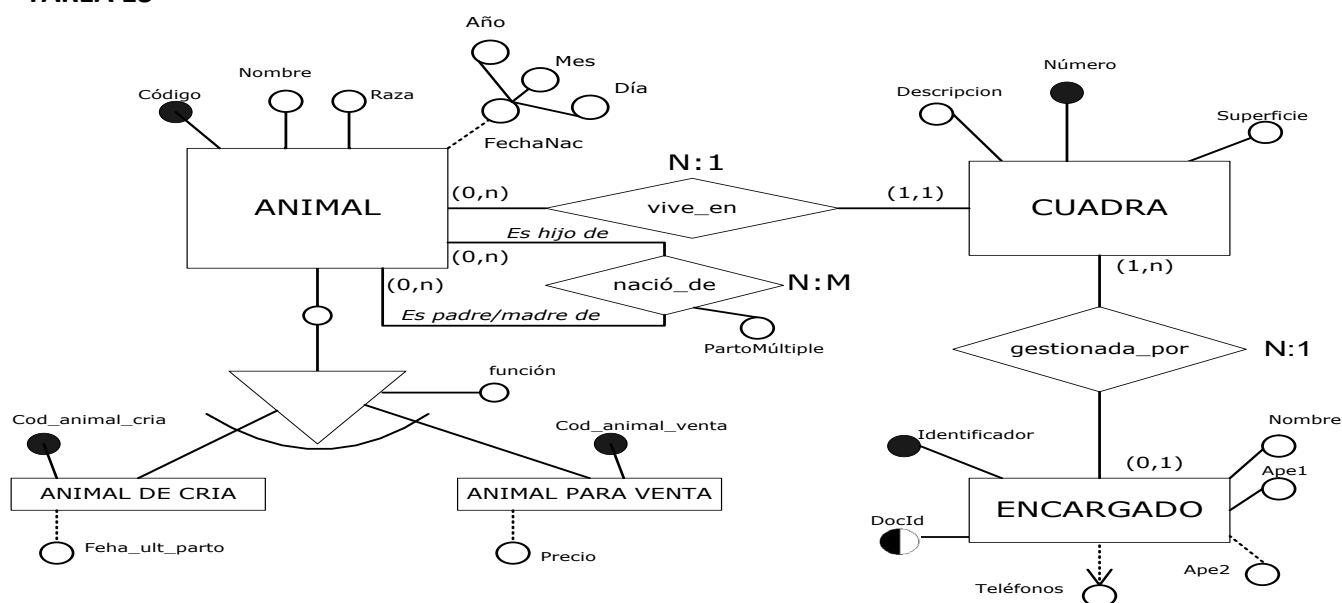 Año
Mes
Día
Nombre
Código
Raza
FechaNac
Número
Descripcion
Superficie
N:1
ANIMAL
(0,n)
vive_en
(1,1)
CUADRA
Es hijo de
(0,n)
(0,n)
nació_de
N:M
(1,n)
Es padre/madre de
PartoMúltiple
gestionada_por
N:1
función
Cod_animal_cria
Cod_animal_venta
Nombre
Identificador
(0,1)
Ape1
ANIMAL DE CRIA
ANIMAL PARA VENTA
ENCARGADO
DocId
Feha_ult_parto
Precio
Ape2
Teléfonos